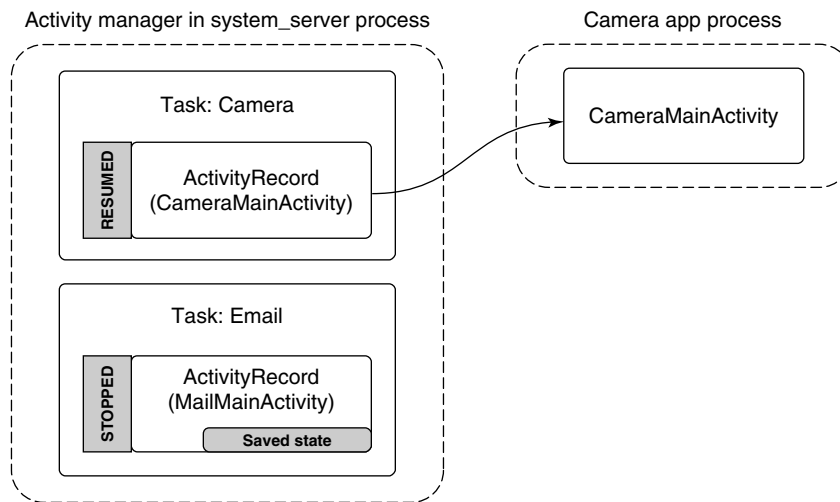 Activity manager in system_server process
Camera app process
Task: Camera
RESUMED
ActivityRecord
(CameraMainActivity)
CameraMainActivity
Task: Email
STOPPED
ActivityRecord
(MailMainActivity)
Saved state